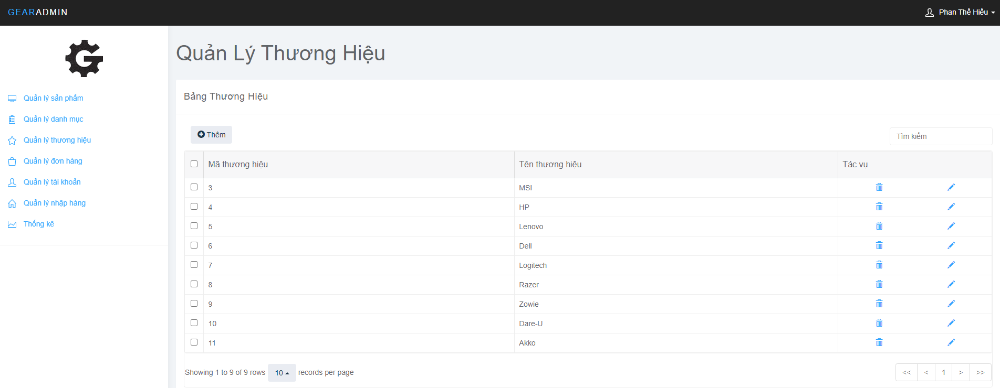 GEARADMIN
Phan Thế Hiếu
Quản lý sản phẩm
Quản lý danh mục
Quản lý thương hiệu
Quản lý đơn hàng
Quản lý tài khoản
Quản lý nhập hàng
Thống kê
Quản Lý Thương Hiệu
Bảng Thương Hiệu
Thêm
Tìm kiếm
Mã thương hiệu Tên thương hiệu Tác vụ
3 MSI
4 HP
5 Lenovo
6 Dell
7 Logitech
8 Razer
9 Zowie
10 Dare-U
11 Akko
Showing 1 to 9 of 9 rows 10 records per page
<< < 1 > >>